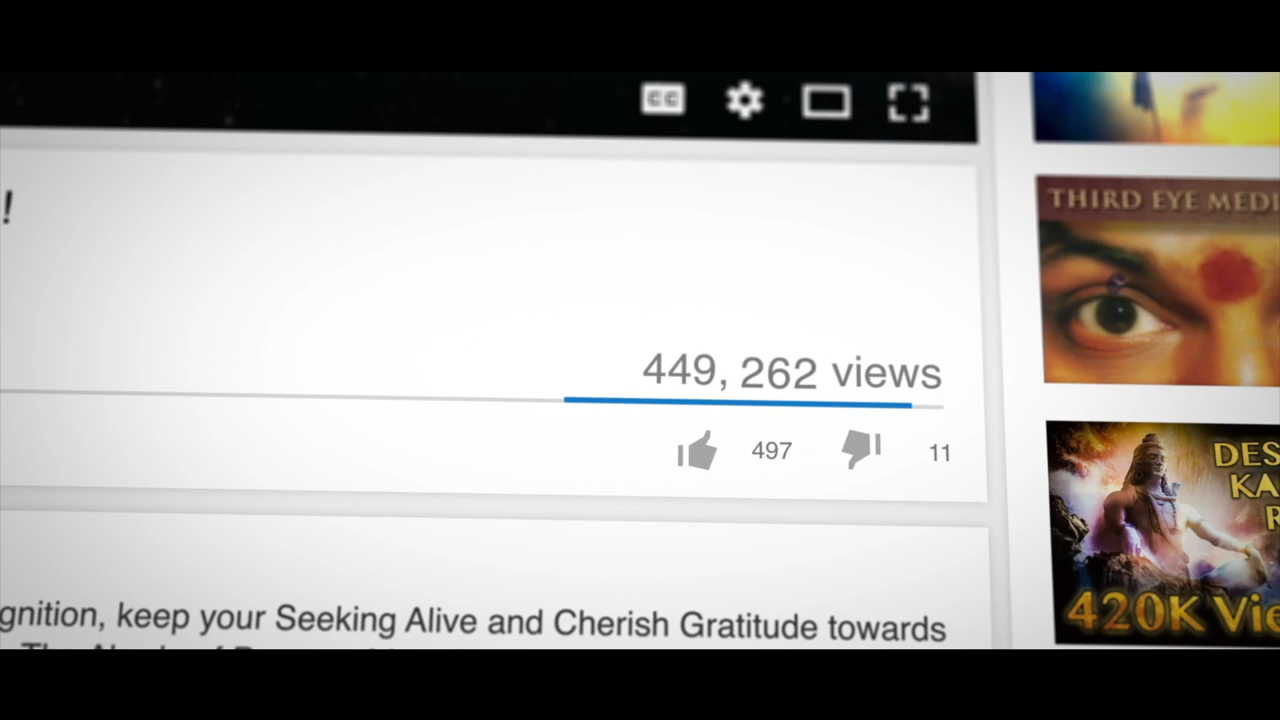 CC
!
THIRD EYE MEDI
449, 262 views
497
11
DES
KA
420K Vie
gnition, keep your Seeking Alive and Cherish Gratitude towards